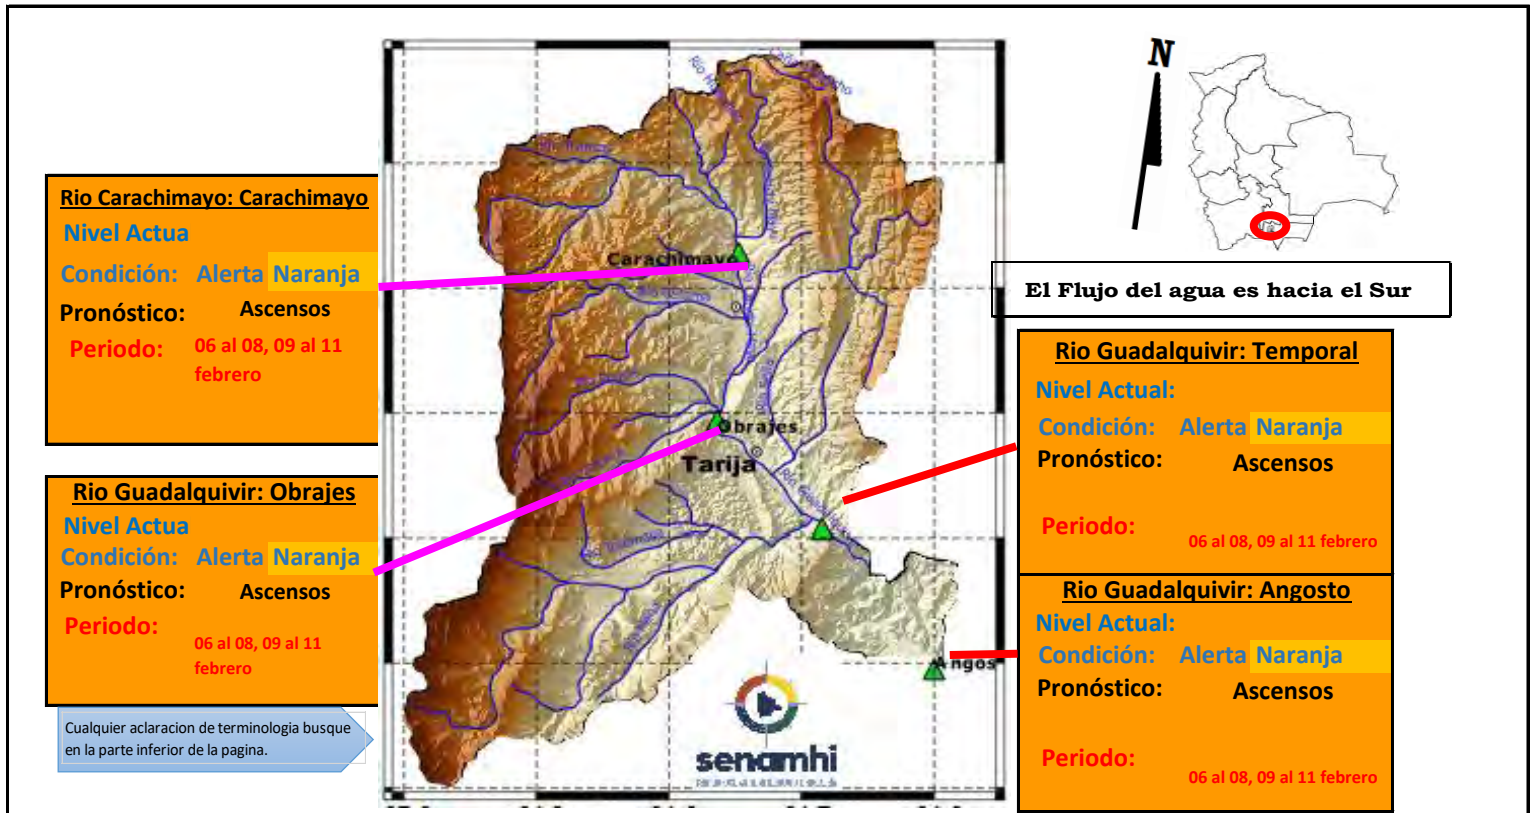 Rio Carachimayo: Carachimayo
Nivel Actua
Condición: Alerta Naranja
Pronóstico: Ascensos
Periodo: 06 al 08, 09 al 11
febrero
Rio Guadalquivir: Obrajes
Nivel Actua
Condición: Alerta Naranja
Pronóstico: Ascensos
Periodo:
06 al 08, 09 al 11
febrero
Cualquier aclaracion de terminologia busque
en la parte inferior de la pagina.
Carachimayo
Obrajes
Tarija
Angos
senamhi
N
El Flujo del agua es hacia el Sur
Rio Guadalquivir: Temporal
Nivel Actual:
Condición: Alerta Naranja
Pronóstico: Ascensos
Periodo:
06 al 08, 09 al 11 febrero
Rio Guadalquivir: Angosto
Nivel Actual:
Condición: Alerta Naranja
Pronóstico: Ascensos
Periodo:
06 al 08, 09 al 11 febrero